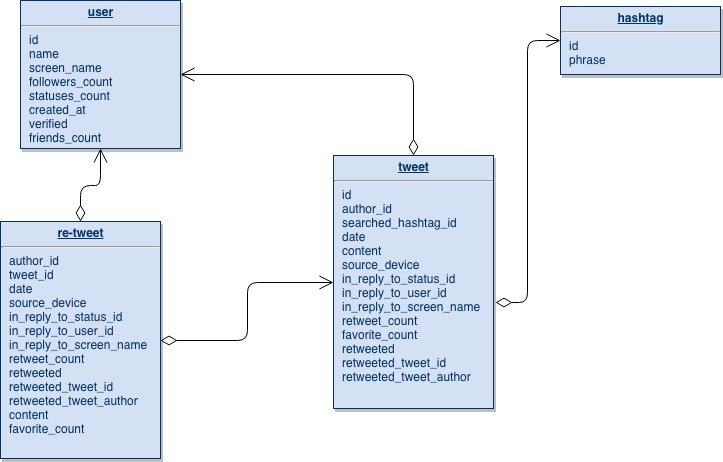 user
id
name
screen_name
followers_count
statuses_count
created_at
verified
friends_count
hashtag
id
phrase
tweet
id
author_id
searched_hashtag_id
date
content
source_device
in_reply_to_status_id
in_reply_to_user_id
in_reply_to_screen_name
retweet_count
favorite_count
retweeted
retweeted_tweet_id
retweeted_tweet_author
re-tweet
author_id
tweet_id
date
source_device
in_reply_to_status_id
in_reply_to_user_id
in_reply_to_screen_name
retweet_count
retweeted
retweeted_tweet_id
retweeted_tweet_author
content
favorite_count